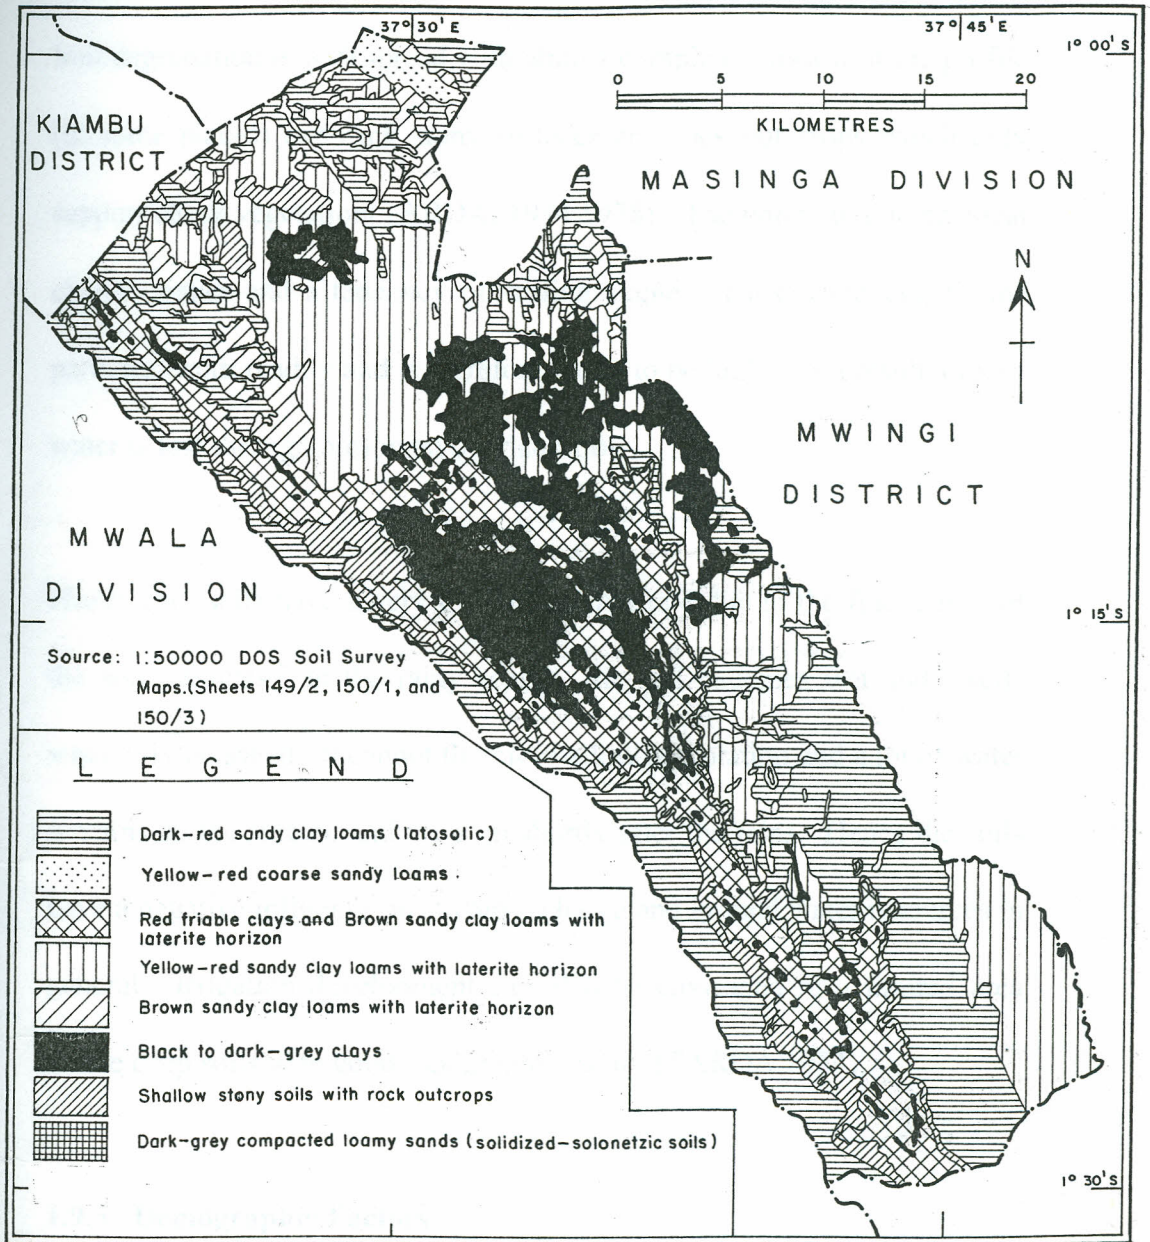 37° 30' E
37° 45' E
1° 00' S
0 5 10 15 20
KILOMETRES
KIAMBU
DISTRICT
MASINGA DIVISION
N
MWINGI
DISTRICT
MWALA
DIVISION
1° 15' S
Source: 1:50000 DOS Soil Survey
Maps.(Sheets 149/2, 150/1, and
150/3)
LEGEND
Dark-red sandy clay loams (latosolic)
Yellow-red coarse sandy loams.
Red friable clays and Brown sandy clay loams with
laterite horizon
Yellow-red sandy clay loams with laterite horizon
Brown sandy clay loams with laterite horizon
Black to dark-grey clays
Shallow stony soils with rock outcrops
Dark-grey compacted loamy sands (solidized-solonetzic soils)
1° 30' S